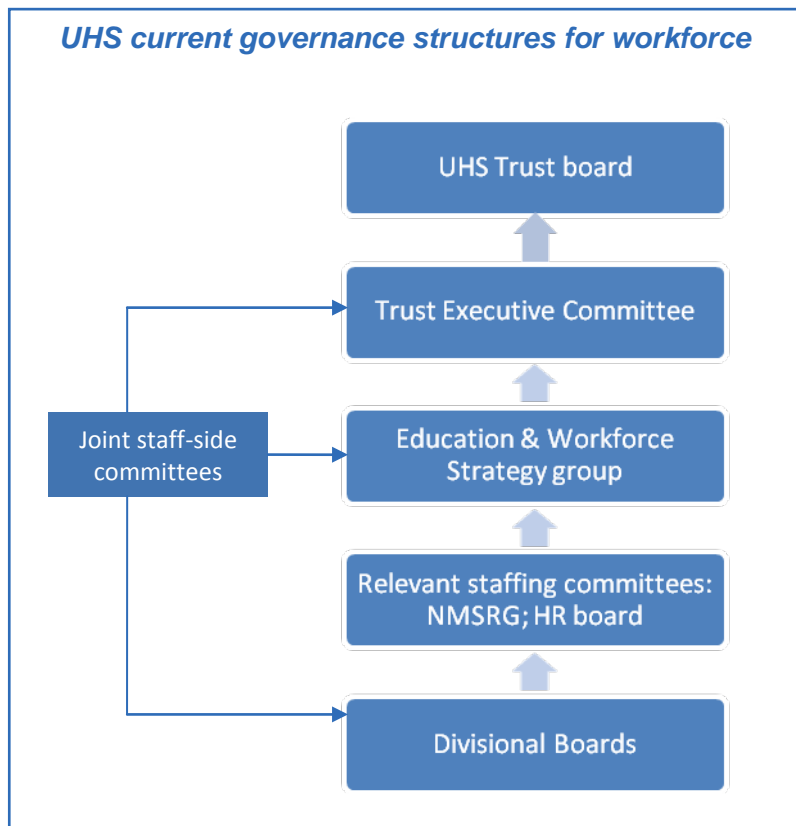 UHS current governance structures for workforce
UHS Trust board
Trust Executive Committee
Joint staff-side
committees
Education & Workforce
Strategy group
Relevant staffing committees:
NMSRG; HR board
Divisional Boards